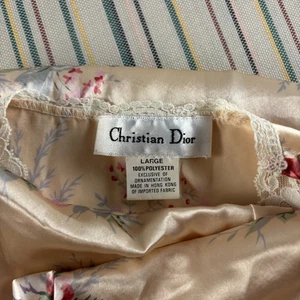 Christian Dior
LARGE
100% POLYESTER
EXCLUSIVE OF
ORNAMENTATION
MADE IN HONG KONG
OF IMPORTED FABRIC